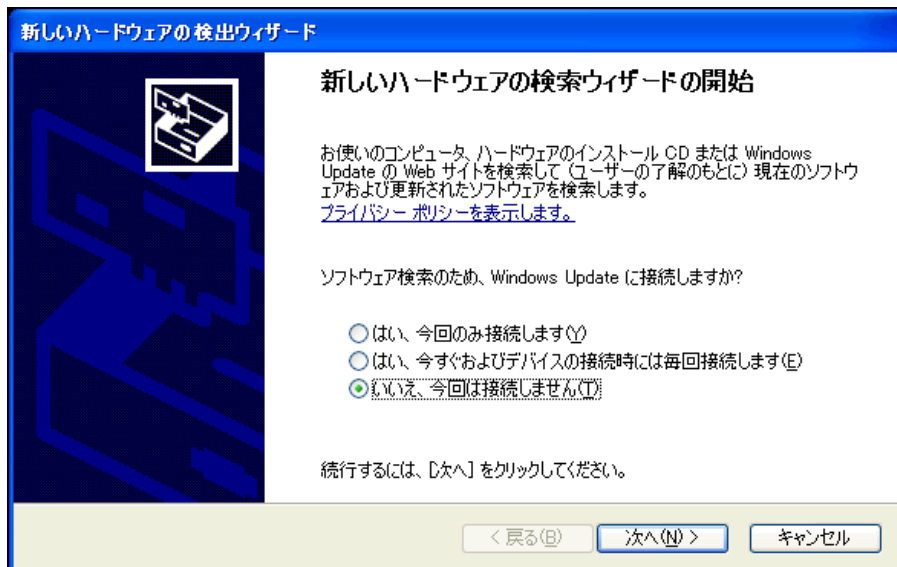 新しいハードウェアの検出ウィザード
新しいハードウェアの検索ウィザードの開始
お使いのコンピュータ、ハードウェアのインストール CD または Windows
Update の Web サイトを検索して (ユーザーの了解のもとに) 現在のソフトウ
ェアおよび更新されたソフトウェアを検索します。
プライバシー ポリシーを表示します。
ソフトウェア検索のため、Windows Update に接続しますか?
はい、今回のみ接続します(Y)
はい、今すぐおよびデバイスの接続時には毎回接続します(E)
いいえ、今回は接続しません(T)
続行するには、[次へ] をクリックしてください。
< 戻る(B) 次へ(N) > キャンセル